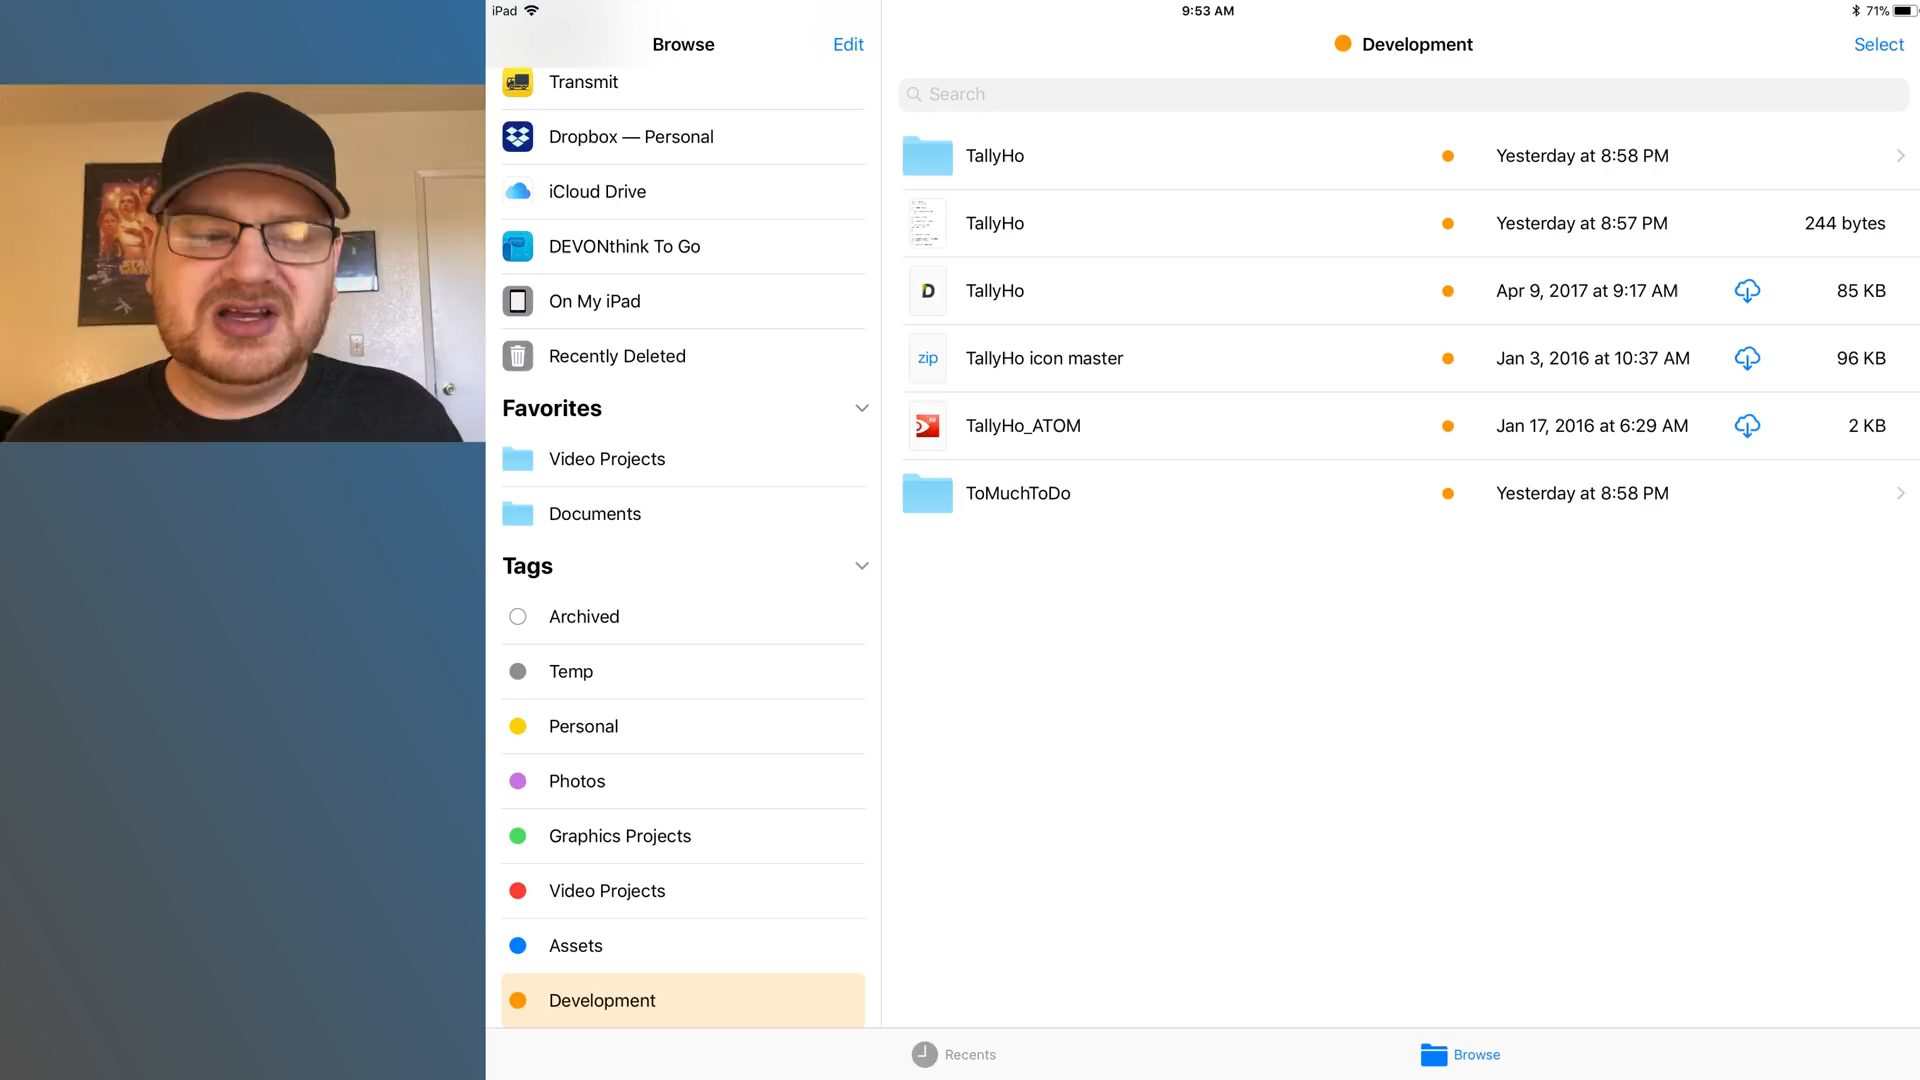 iPad
9:53 AM
71%
Browse
Edit
Development
Select
Transmit
Dropbox — Personal
iCloud Drive
DEVONthink To Go
On My iPad
Recently Deleted
Favorites
Video Projects
Documents
Tags
Archived
Temp
Personal
Photos
Graphics Projects
Video Projects
Assets
Development
Search
TallyHo Yesterday at 8:58 PM
TallyHo Yesterday at 8:57 PM 244 bytes
D TallyHo Apr 9, 2017 at 9:17 AM 85 KB
zip TallyHo icon master Jan 3, 2016 at 10:37 AM 96 KB
TallyHo_ATOM Jan 17, 2016 at 6:29 AM 2 KB
ToMuchToDo Yesterday at 8:58 PM
Recents
Browse